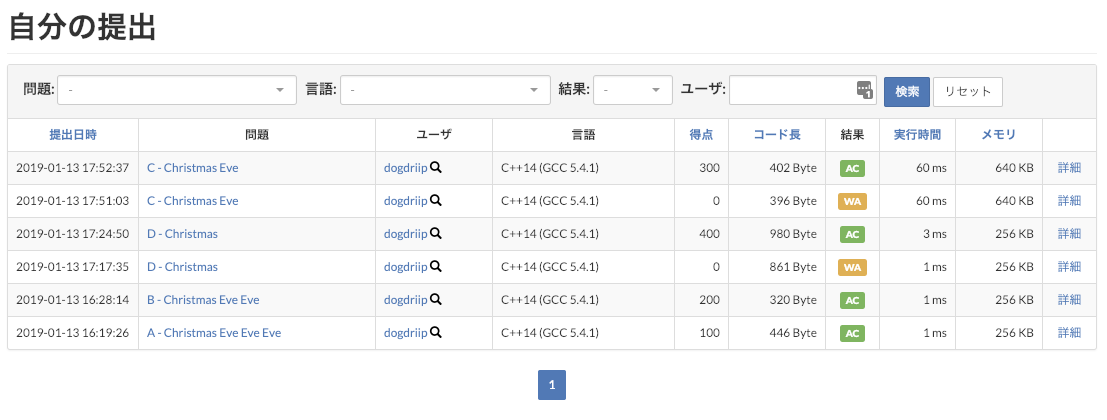 自分の提出
問題: - 言語: - 結果: - ユーザ: 1 検索 リセット
提出日時 問題 ユーザ 言語 得点 コード長 結果 実行時間 メモリ
2019-01-13 17:52:37 C - Christmas Eve dogdriip C++14 (GCC 5.4.1) 300 402 Byte AC 60 ms 640 KB 詳細
2019-01-13 17:51:03 C - Christmas Eve dogdriip C++14 (GCC 5.4.1) 0 396 Byte WA 60 ms 640 KB 詳細
2019-01-13 17:24:50 D - Christmas dogdriip C++14 (GCC 5.4.1) 400 980 Byte AC 3 ms 256 KB 詳細
2019-01-13 17:17:35 D - Christmas dogdriip C++14 (GCC 5.4.1) 0 861 Byte WA 1 ms 256 KB 詳細
2019-01-13 16:28:14 B - Christmas Eve Eve dogdriip C++14 (GCC 5.4.1) 200 320 Byte AC 1 ms 256 KB 詳細
2019-01-13 16:19:26 A - Christmas Eve Eve Eve dogdriip C++14 (GCC 5.4.1) 100 446 Byte AC 1 ms 256 KB 詳細
1